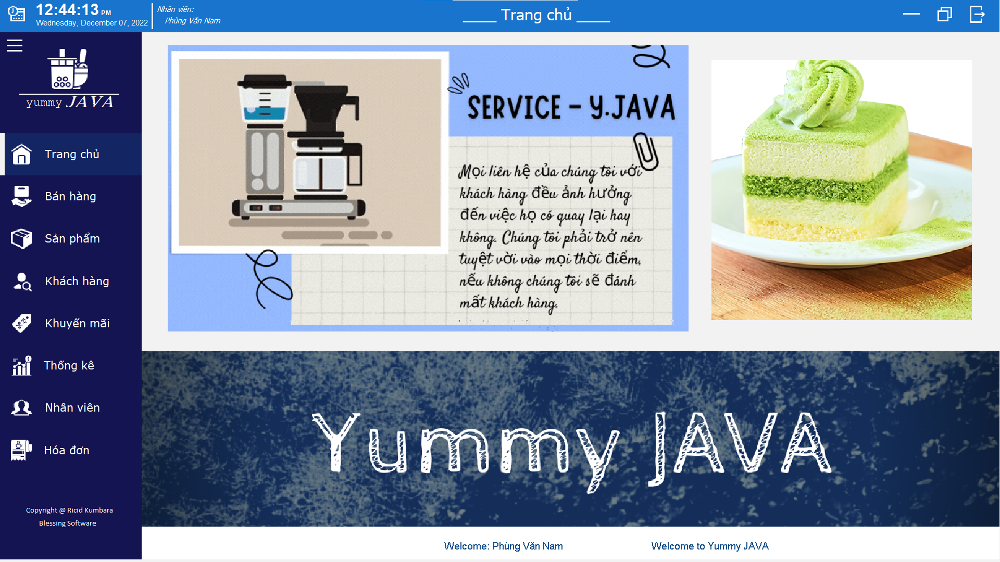 12:44:13 PM
Wednesday, December 07, 2022
Nhân viên:
Phùng Văn Nam
_____ Trang chủ _____
yummy JAVA
Trang chủ
Bán hàng
Sản phẩm
Khách hàng
Khuyến mãi
Thống kê
Nhân viên
Hóa đơn
Copyright @ Ricid Kumbara
Blessing Software
SERVICE - Y.JAVA
Mọi liên hệ của chúng tôi với
khách hàng đều ảnh hưởng
đến việc họ có quay lại hay
không. Chúng tôi phải trở nên
tuyệt vời vào mọi thời điểm,
nếu không chúng tôi sẽ đánh
mất khách hàng.
Yummy JAVA
Welcome: Phùng Văn Nam
Welcome to Yummy JAVA